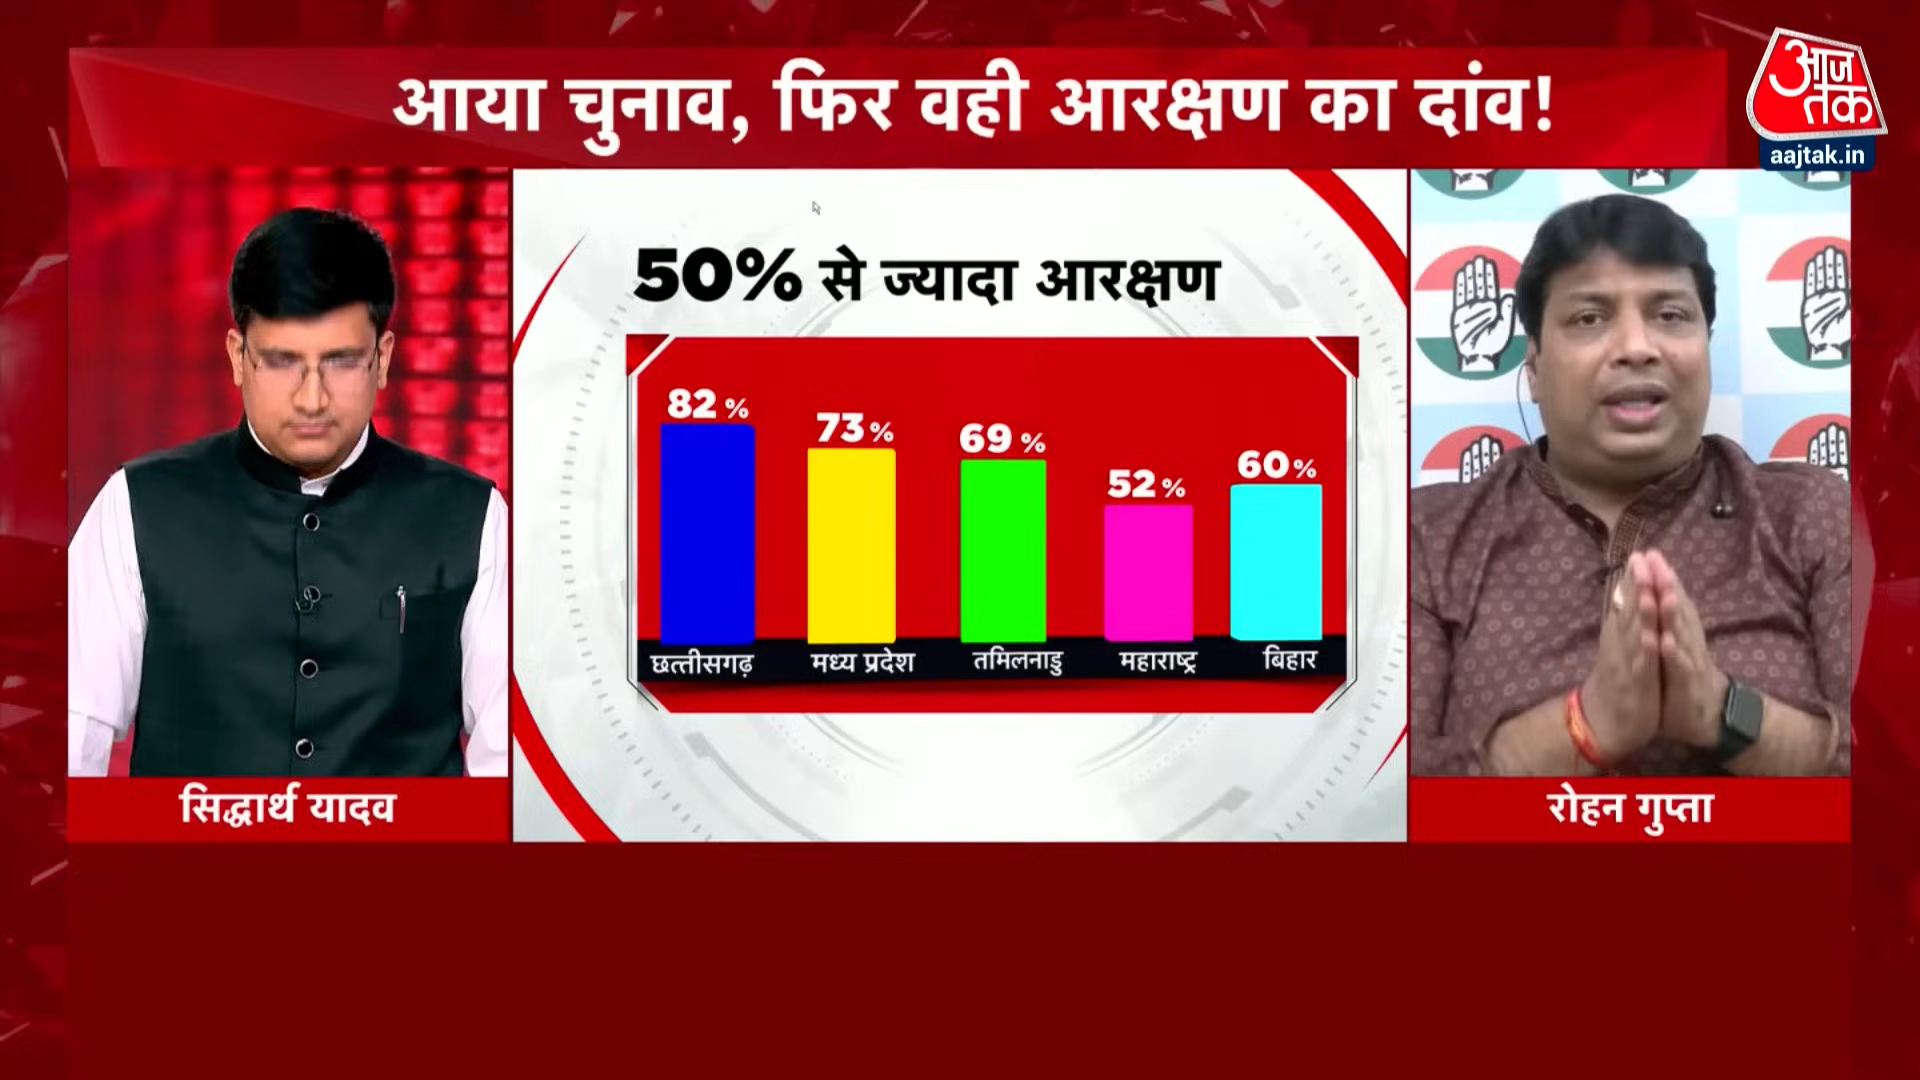 आया चुनाव, फिर वही आरक्षण का दांव!
आज
तक
aajtak.in
50% से ज्यादा आरक्षण
82 %
73 %
69 %
52 %
60 %
छत्तीसगढ़
मध्य प्रदेश
तमिलनाडु
महाराष्ट्र
बिहार
सिद्धार्थ यादव
रोहन गुप्ता